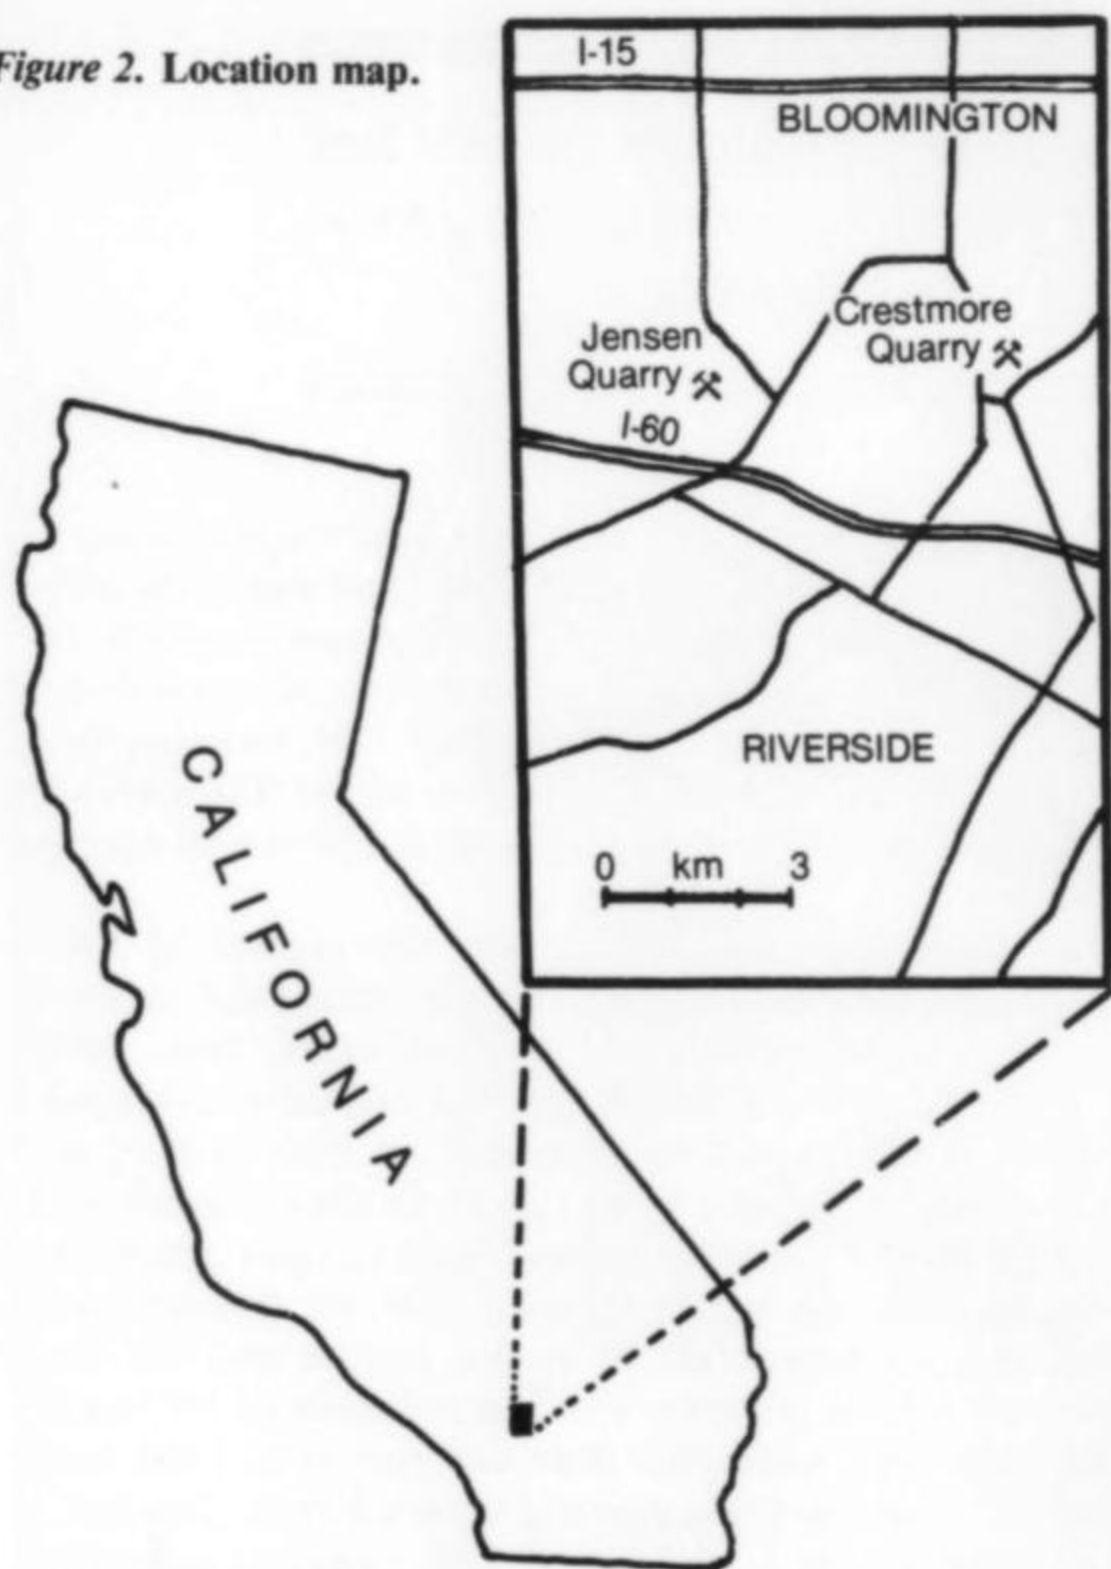 Figure 2. Location map.
I-15
BLOOMINGTON
Crestmore
Quarry
Jensen
Quarry
I-60
RIVERSIDE
0 km 3
CALIFORNIA